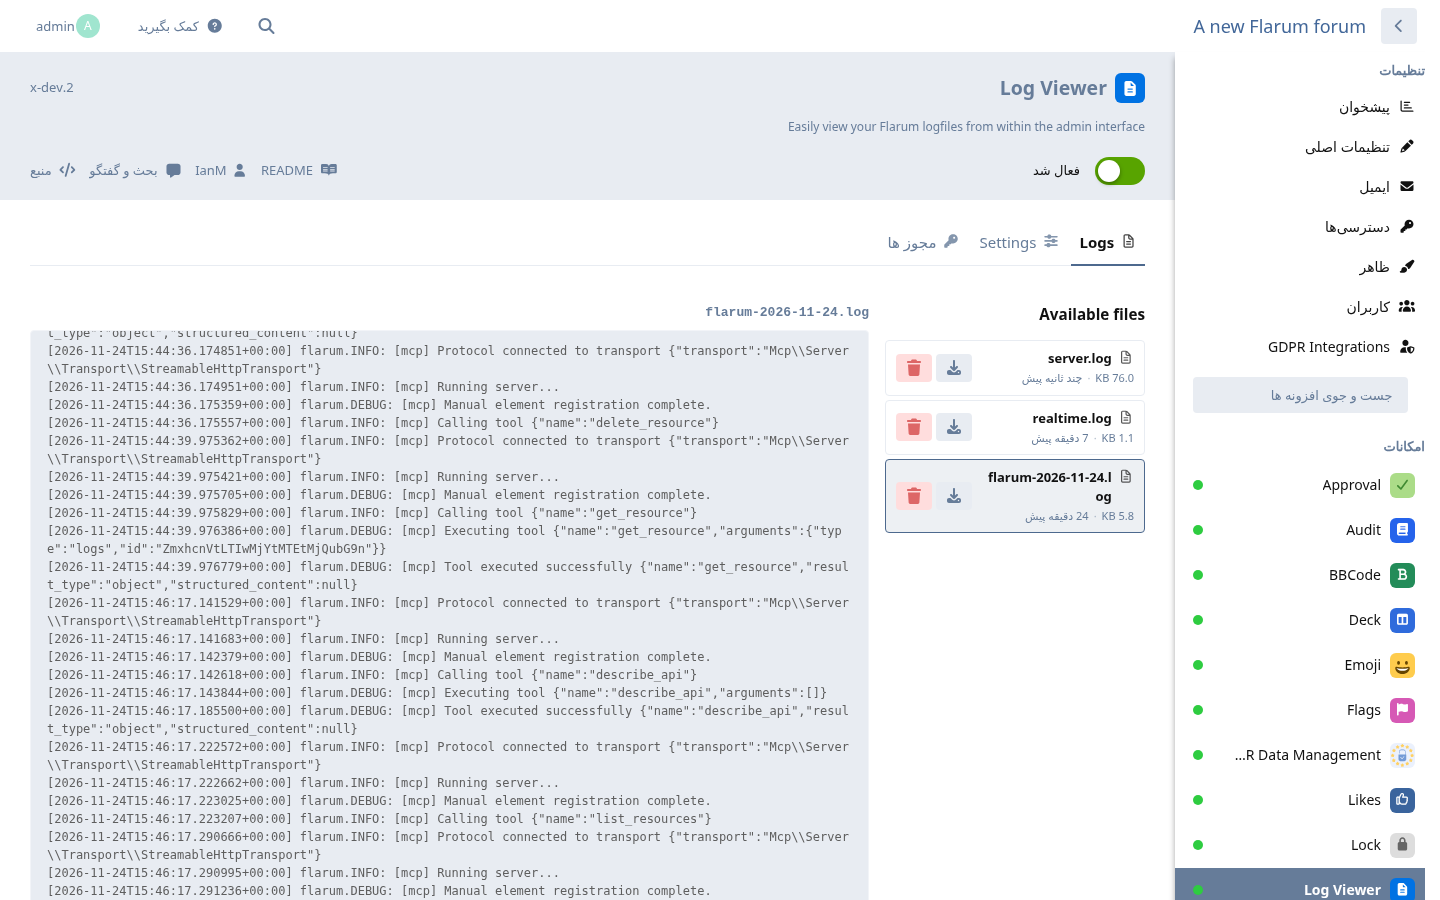 A new Flarum forum
کمک بگیرید
admin
A
تنظیمات
پیشخوان
تنظیمات اصلی
ایمیل
دسترسی‌ها
ظاهر
کاربران
GDPR Integrations
جست و جوی افزونه ها
امکانات
Approval
Audit
BBCode
Deck
Emoji
Flags
...R Data Management
Likes
Lock
Log Viewer
Log Viewer
x-dev.2
Easily view your Flarum logfiles from within the admin interface
فعال شد
README
IanM
بحث و گفتگو
منبع
Logs
Settings
مجوز ها
Available files
server.log
76.0 KB · چند ثانیه پیش
realtime.log
1.1 KB · 7 دقیقه پیش
flarum-2026-11-24.l
og
5.8 KB · 24 دقیقه پیش
flarum-2026-11-24.log
t_type":"object","structured_content":null}
[2026-11-24T15:44:36.174851+00:00] flarum.INFO: [mcp] Protocol connected to transport {"transport":"Mcp\\Server
\\Transport\\StreamableHttpTransport"}
[2026-11-24T15:44:36.174951+00:00] flarum.INFO: [mcp] Running server...
[2026-11-24T15:44:36.175359+00:00] flarum.DEBUG: [mcp] Manual element registration complete.
[2026-11-24T15:44:36.175557+00:00] flarum.INFO: [mcp] Calling tool {"name":"delete_resource"}
[2026-11-24T15:44:39.975362+00:00] flarum.INFO: [mcp] Protocol connected to transport {"transport":"Mcp\\Server
\\Transport\\StreamableHttpTransport"}
[2026-11-24T15:44:39.975421+00:00] flarum.INFO: [mcp] Running server...
[2026-11-24T15:44:39.975705+00:00] flarum.DEBUG: [mcp] Manual element registration complete.
[2026-11-24T15:44:39.975829+00:00] flarum.INFO: [mcp] Calling tool {"name":"get_resource"}
[2026-11-24T15:44:39.976386+00:00] flarum.DEBUG: [mcp] Executing tool {"name":"get_resource","arguments":{"typ
e":"logs","id":"ZmxhcnVtLTIwMjYtMTEtMjQubG9n"}}
[2026-11-24T15:44:39.976779+00:00] flarum.DEBUG: [mcp] Tool executed successfully {"name":"get_resource","resul
t_type":"object","structured_content":null}
[2026-11-24T15:46:17.141529+00:00] flarum.INFO: [mcp] Protocol connected to transport {"transport":"Mcp\\Server
\\Transport\\StreamableHttpTransport"}
[2026-11-24T15:46:17.141683+00:00] flarum.INFO: [mcp] Running server...
[2026-11-24T15:46:17.142379+00:00] flarum.DEBUG: [mcp] Manual element registration complete.
[2026-11-24T15:46:17.142618+00:00] flarum.INFO: [mcp] Calling tool {"name":"describe_api"}
[2026-11-24T15:46:17.143844+00:00] flarum.DEBUG: [mcp] Executing tool {"name":"describe_api","arguments":[]}
[2026-11-24T15:46:17.185500+00:00] flarum.DEBUG: [mcp] Tool executed successfully {"name":"describe_api","resul
t_type":"object","structured_content":null}
[2026-11-24T15:46:17.222572+00:00] flarum.INFO: [mcp] Protocol connected to transport {"transport":"Mcp\\Server
\\Transport\\StreamableHttpTransport"}
[2026-11-24T15:46:17.222662+00:00] flarum.INFO: [mcp] Running server...
[2026-11-24T15:46:17.223025+00:00] flarum.DEBUG: [mcp] Manual element registration complete.
[2026-11-24T15:46:17.223207+00:00] flarum.INFO: [mcp] Calling tool {"name":"list_resources"}
[2026-11-24T15:46:17.290666+00:00] flarum.INFO: [mcp] Protocol connected to transport {"transport":"Mcp\\Server
\\Transport\\StreamableHttpTransport"}
[2026-11-24T15:46:17.290995+00:00] flarum.INFO: [mcp] Running server...
[2026-11-24T15:46:17.291236+00:00] flarum.DEBUG: [mcp] Manual element registration complete.